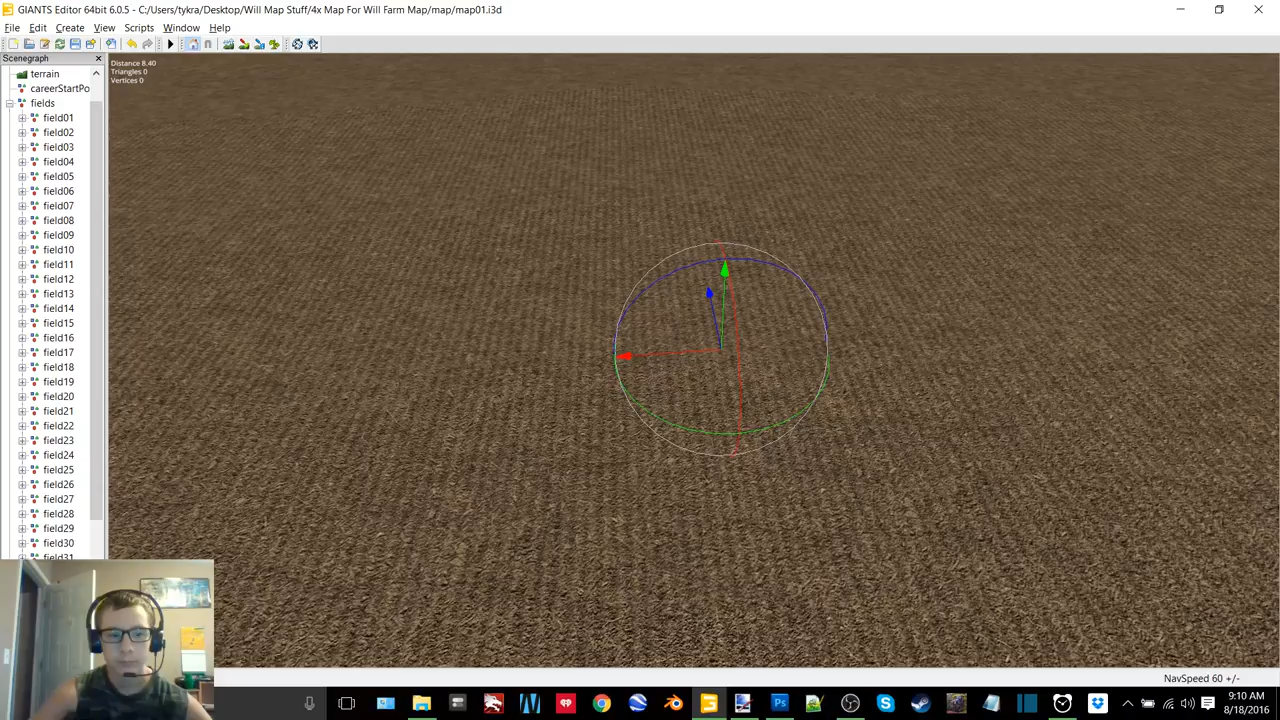 GIANTS Editor 64bit 6.0.5 - C:/Users/tykra/Desktop/Will Map Stuff/4x Map For Will Farm Map/map/map01.i3d
File Edit View Create Scripts Window Help
Scenegraph
Distance 8.40
Triangles 0
Vertices 0
terrain
careerStartPo
fields
field01
field02
field03
field04
field05
field06
field07
field08
field09
field10
field11
field12
field13
field14
field15
field16
field17
field18
field19
field20
field21
field22
field23
field24
field25
field26
field27
field28
field29
field30
field31
NavSpeed 60 +/-
9:10 AM
8/18/2016